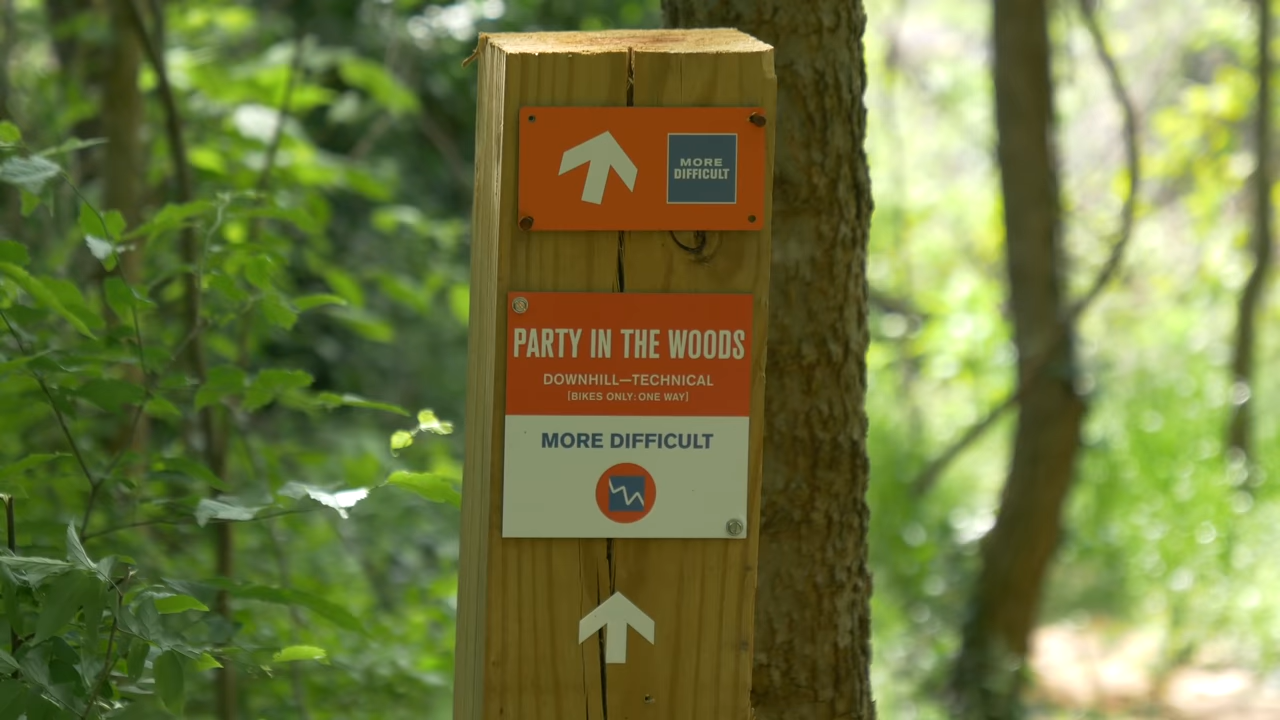 MORE
DIFFICULT
PARTY IN THE WOODS
DOWNHILL—TECHNICAL
[BIKES ONLY: ONE WAY]
MORE DIFFICULT